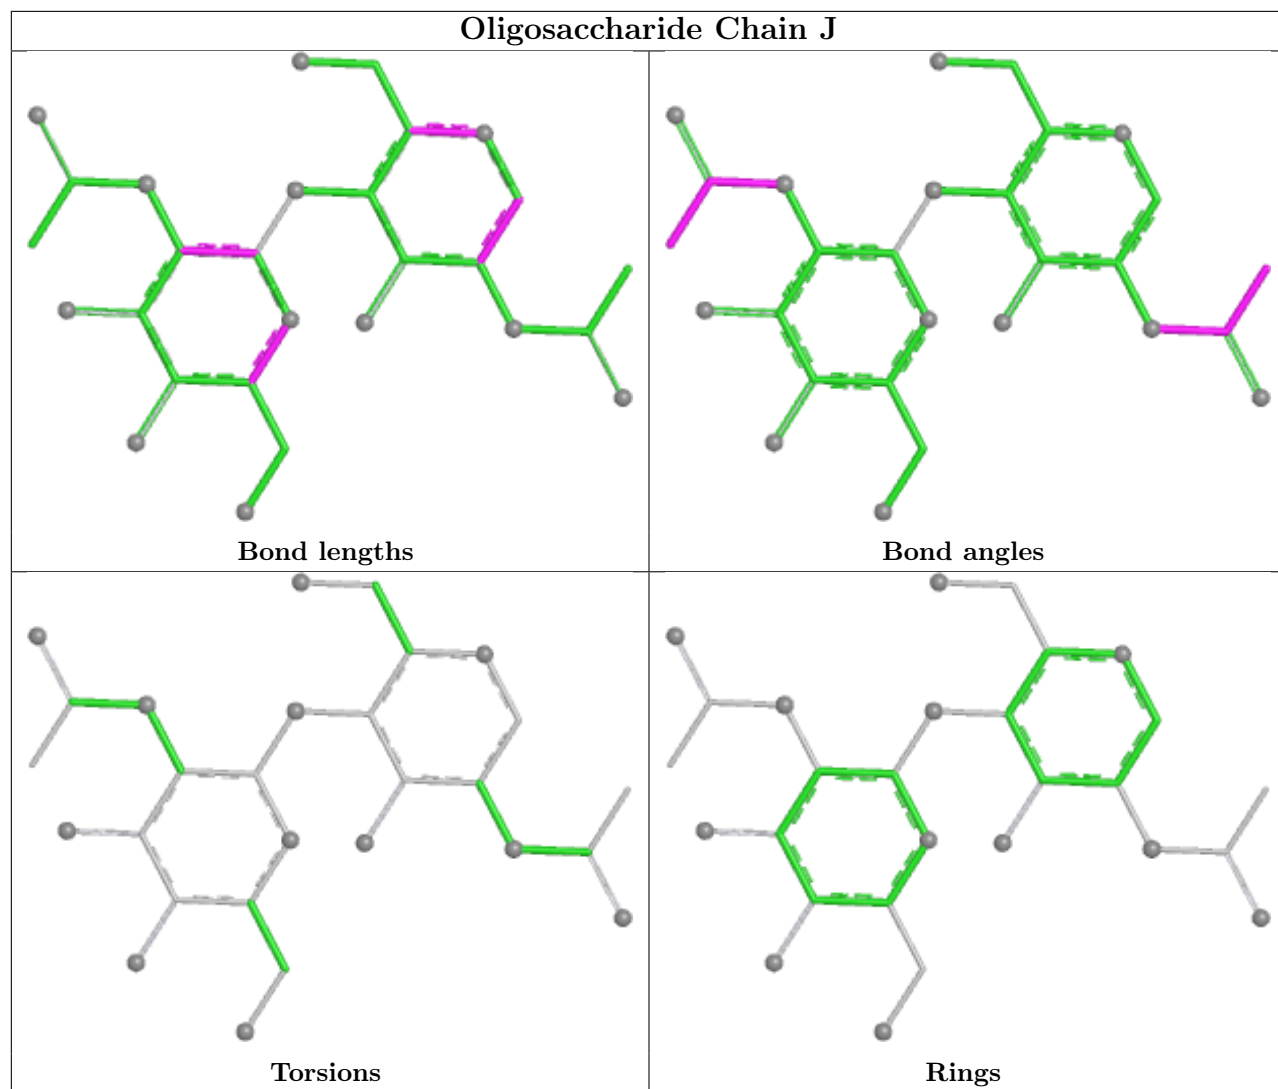 Oligosaccharide Chain J
Bond lengths
Bond angles
Torsions
Rings